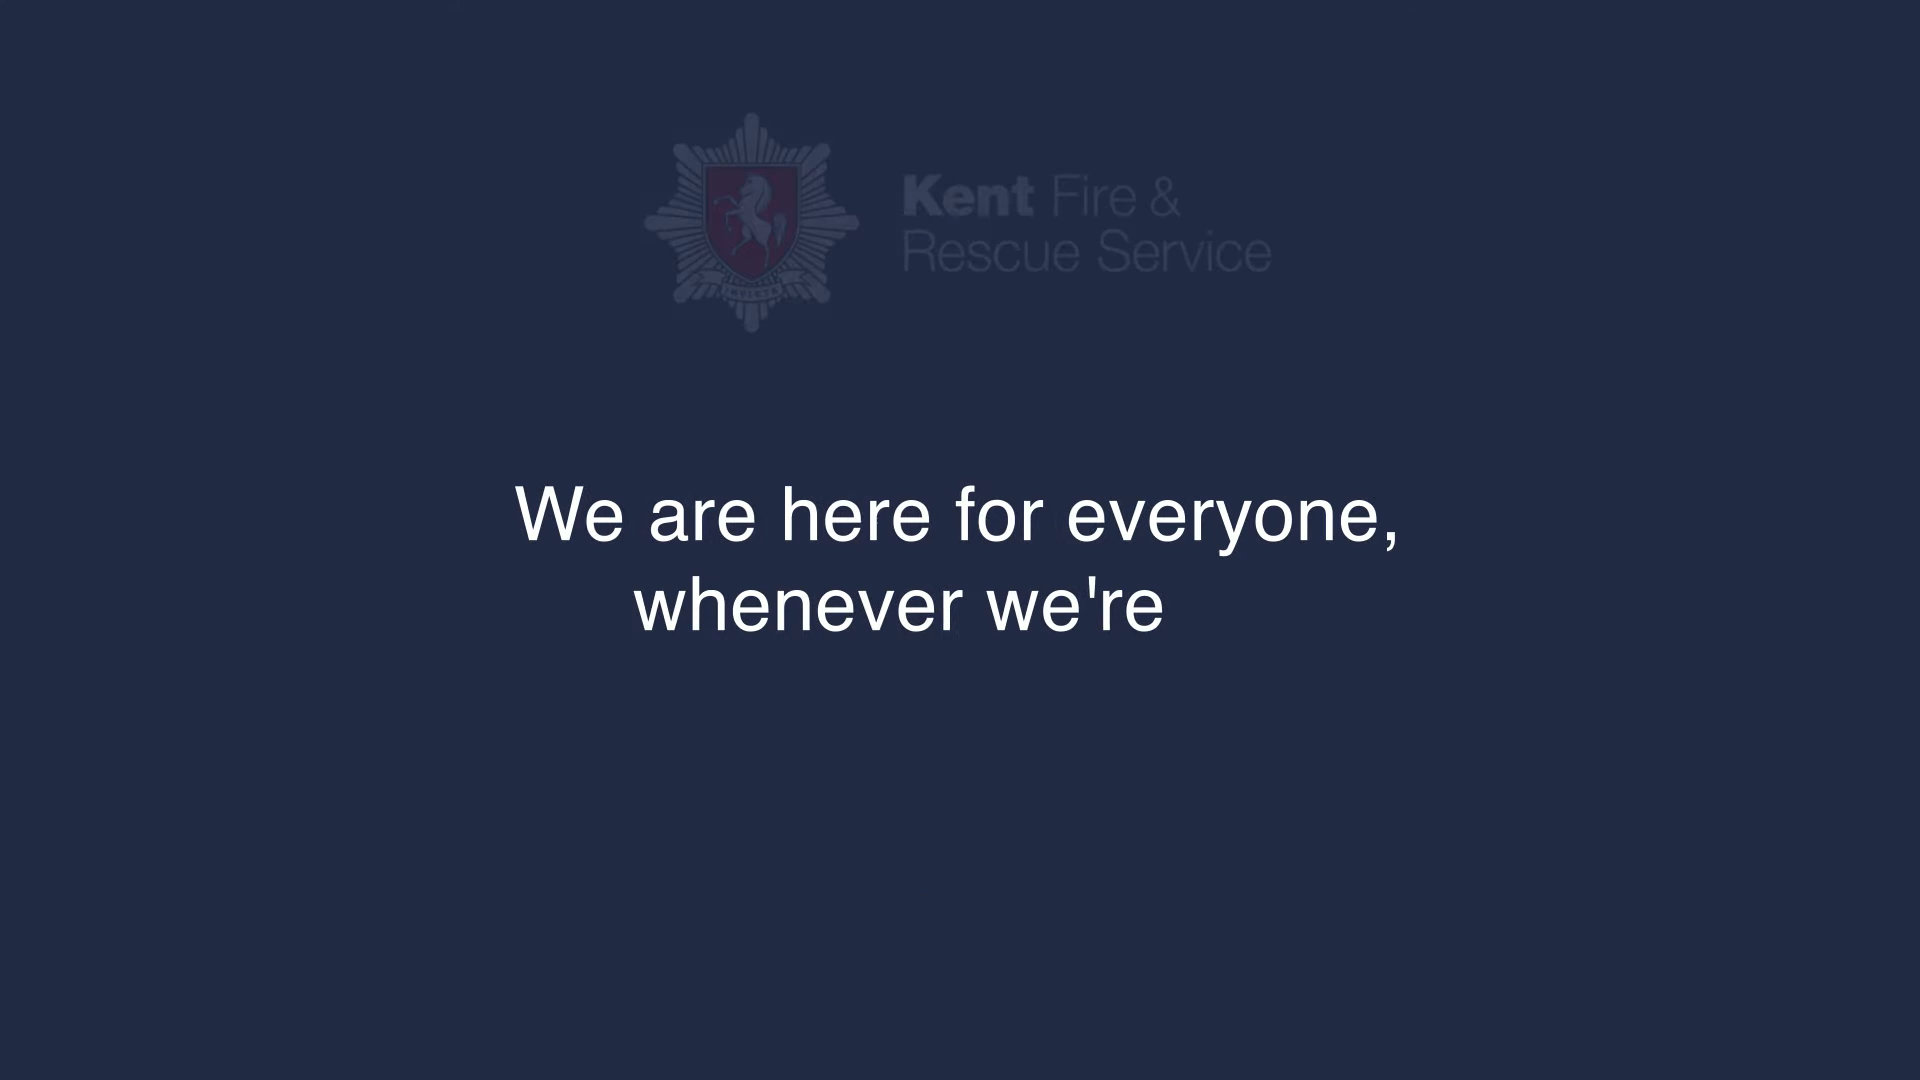 Kent Fire &
Rescue Service
We are here for everyone,
whenever we're